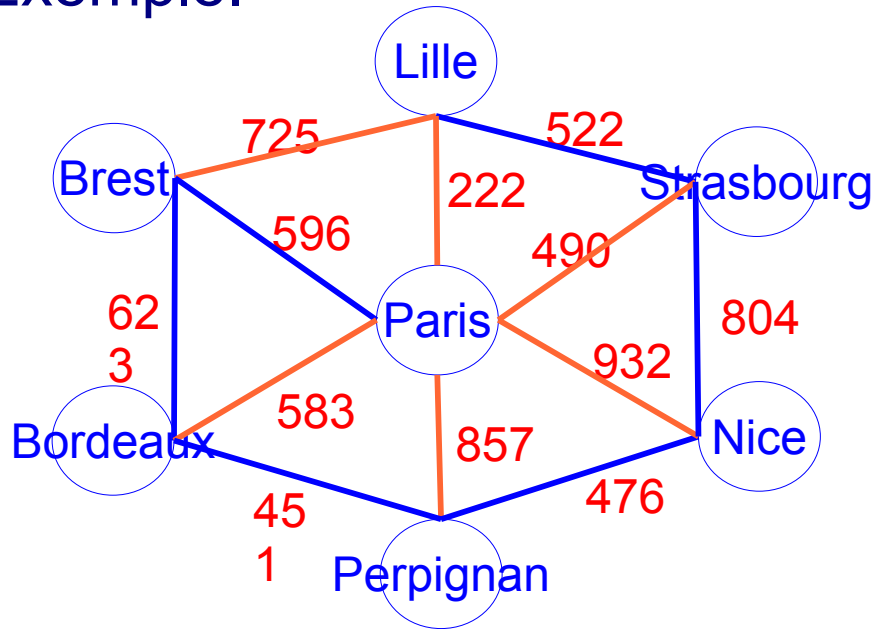 Exemple:
Lille
725
522
Brest
Strasbourg
222
596
490
62
3
Paris
804
932
583
Bordeaux
857
Nice
476
45
1
Perpignan